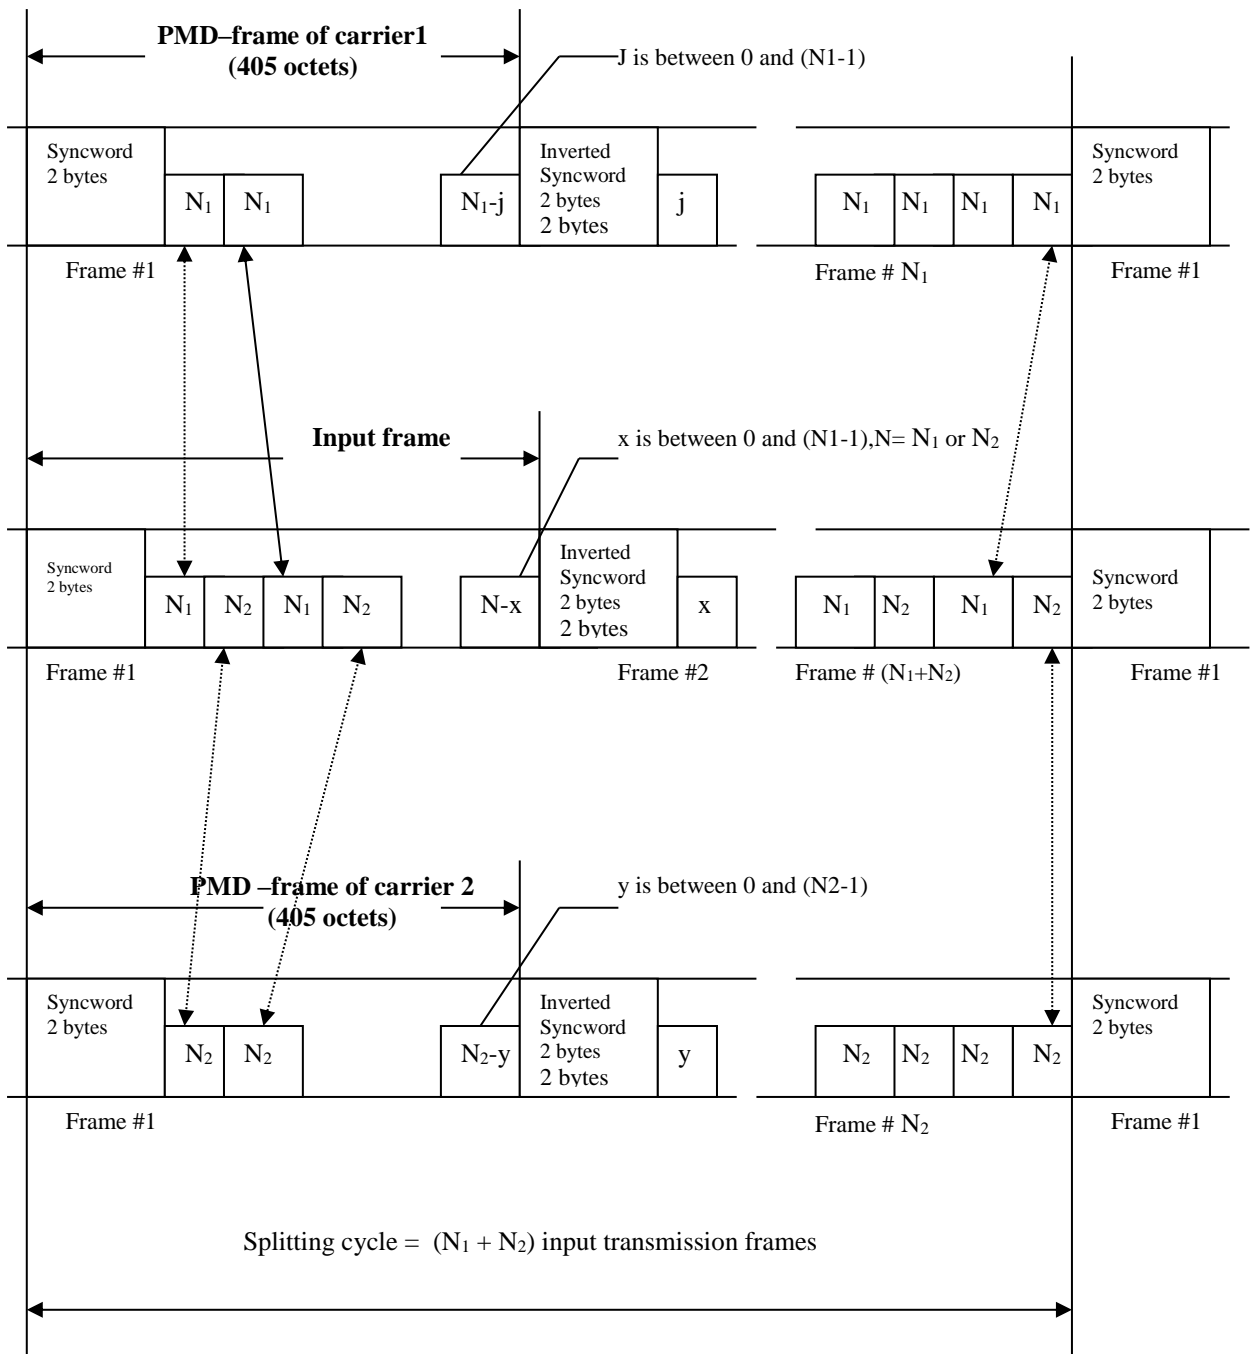 PMD–frame of carrier1
(405 octets)
J is between 0 and (N1-1)
Syncword
2 bytes
N₁ N₁ N₁-j
Inverted
Syncword
2 bytes
2 bytes
j
N₁ N₁ N₁ N₁
Syncword
2 bytes
Frame #1 Frame # N₁ Frame #1
Input frame
x is between 0 and (N1-1),N= N₁ or N₂
Syncword
2 bytes
N₁ N₂ N₁ N₂ N-x
Inverted
Syncword
2 bytes
2 bytes
x
N₁ N₂ N₁ N₂
Syncword
2 bytes
Frame #1 Frame #2 Frame # (N₁+N₂) Frame #1
PMD –frame of carrier 2
(405 octets)
y is between 0 and (N2-1)
Syncword
2 bytes
N₂ N₂ N₂-y
Inverted
Syncword
2 bytes
2 bytes
y
N₂ N₂ N₂ N₂
Syncword
2 bytes
Frame #1 Frame # N₂ Frame #1
Splitting cycle = (N₁ + N₂) input transmission frames